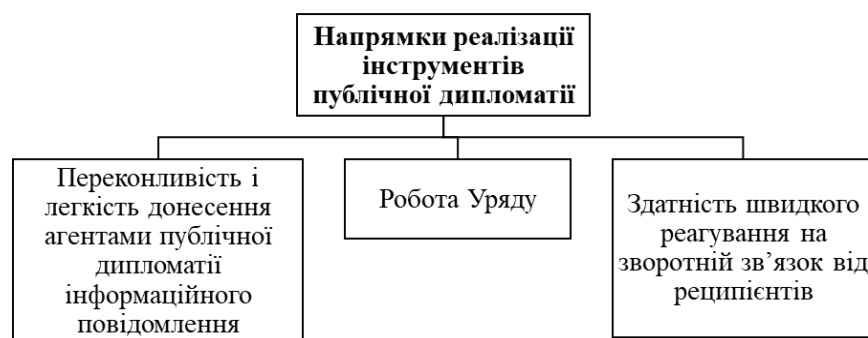 Напрямки реалізації
інструментів
публічної дипломатії
Переконливість і
легкість донесення
агентами публічної
дипломатії
інформаційного
повідомлення
Робота Уряду
Здатність швидкого
реагування на
зворотній зв’язок від
реципієнтів